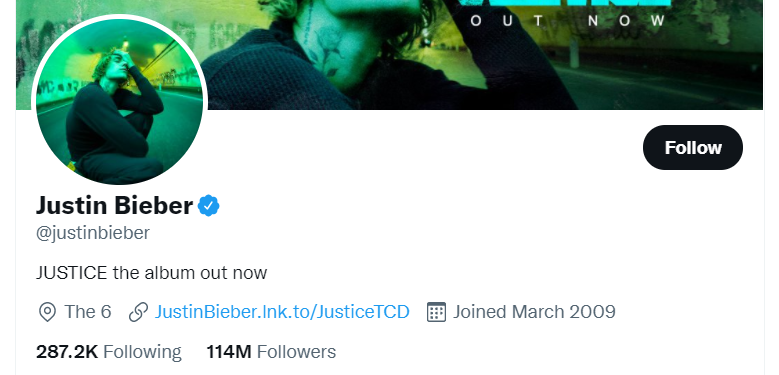 OUT NOW
Follow
Justin Bieber
@justinbieber
JUSTICE the album out now
The 6 JustinBieber.lnk.to/JusticeTCD Joined March 2009
287.2K Following 114M Followers